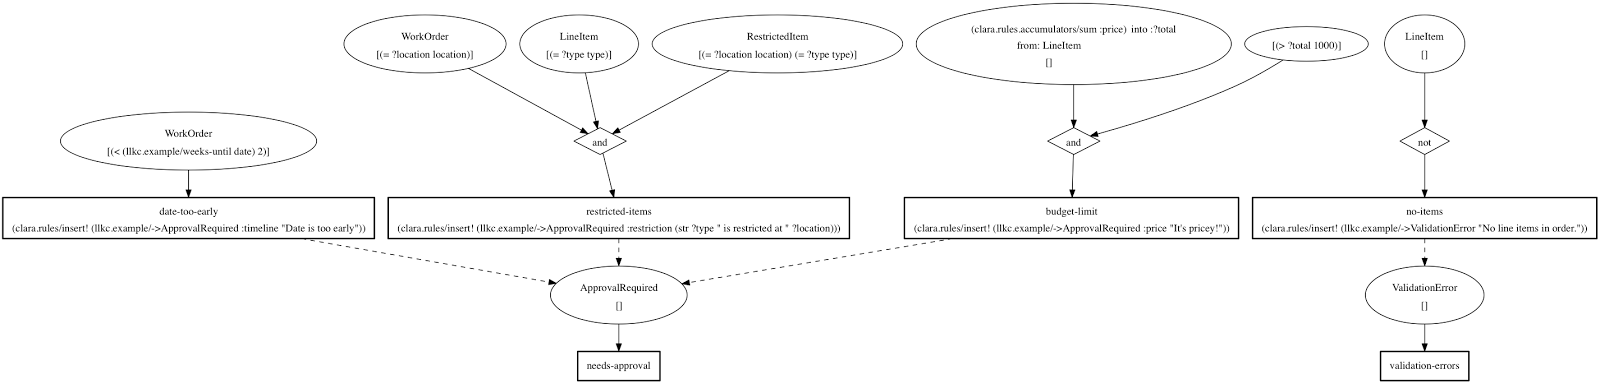 WorkOrder
[(= ?location location)]
LineItem
[(= ?type type)]
RestrictedItem
[(= ?location location) (= ?type type)]
(clara.rules.accumulators/sum :price) into :?total
from: LineItem
[]
[(> ?total 1000)]
LineItem
[]
WorkOrder
[(< (llkc.example/weeks-until date) 2)]
and
and
not
date-too-early
(clara.rules/insert! (llkc.example/->ApprovalRequired :timeline "Date is too early"))
restricted-items
(clara.rules/insert! (llkc.example/->ApprovalRequired :restriction (str ?type " is restricted at " ?location)))
budget-limit
(clara.rules/insert! (llkc.example/->ApprovalRequired :price "It's pricey!"))
no-items
(clara.rules/insert! (llkc.example/->ValidationError "No line items in order."))
ApprovalRequired
[]
ValidationError
[]
needs-approval
validation-errors